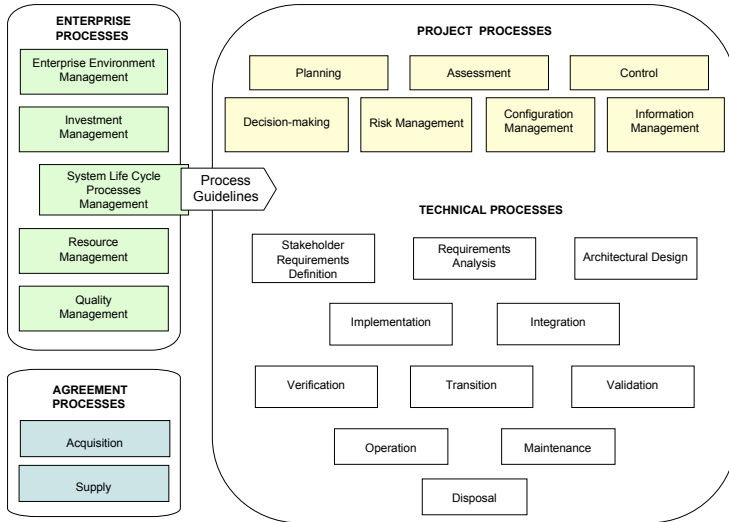 ENTERPRISE
PROCESSES
Enterprise Environment
Management
Investment
Management
System Life Cycle
Processes
Management
Resource
Management
Quality
Management
AGREEMENT
PROCESSES
Acquisition
Supply
Process
Guidelines
PROJECT PROCESSES
Planning
Assessment
Control
Decision-making
Risk Management
Configuration
Management
Information
Management
TECHNICAL PROCESSES
Stakeholder
Requirements
Definition
Requirements
Analysis
Architectural Design
Implementation
Integration
Verification
Transition
Validation
Operation
Maintenance
Disposal